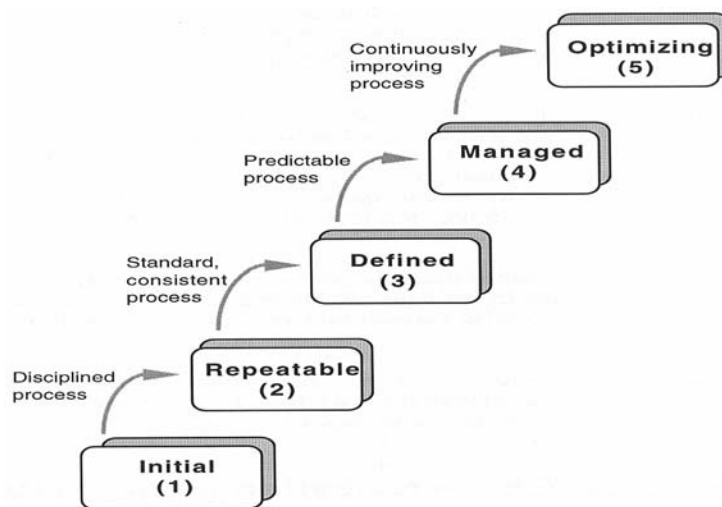 Continuously
improving
process
Optimizing
(5)
Predictable
process
Managed
(4)
Standard,
consistent
process
Defined
(3)
Disciplined
process
Repeatable
(2)
Initial
(1)